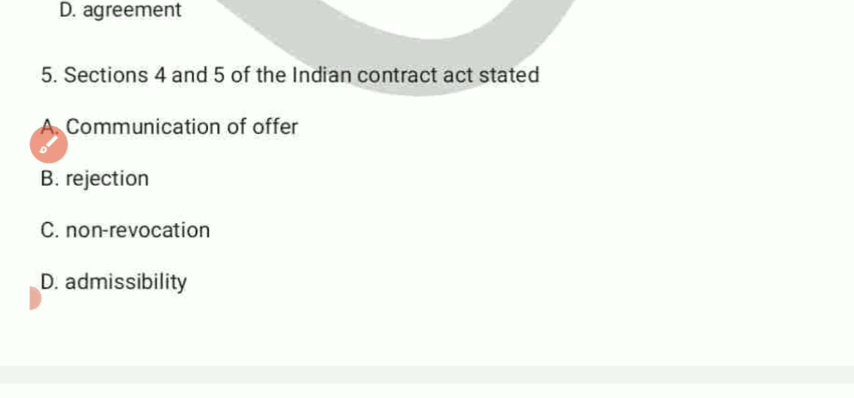 D. agreement
5. Sections 4 and 5 of the Indian contract act stated
A. Communication of offer
B. rejection
C. non-revocation
D. admissibility